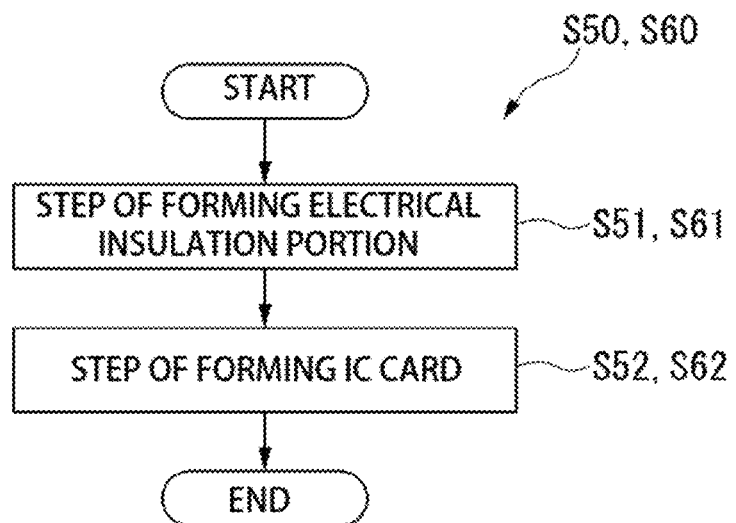 S50, S60
START
STEP OF FORMING ELECTRICAL
INSULATION PORTION
S51, S61
STEP OF FORMING IC CARD
S52, S62
END